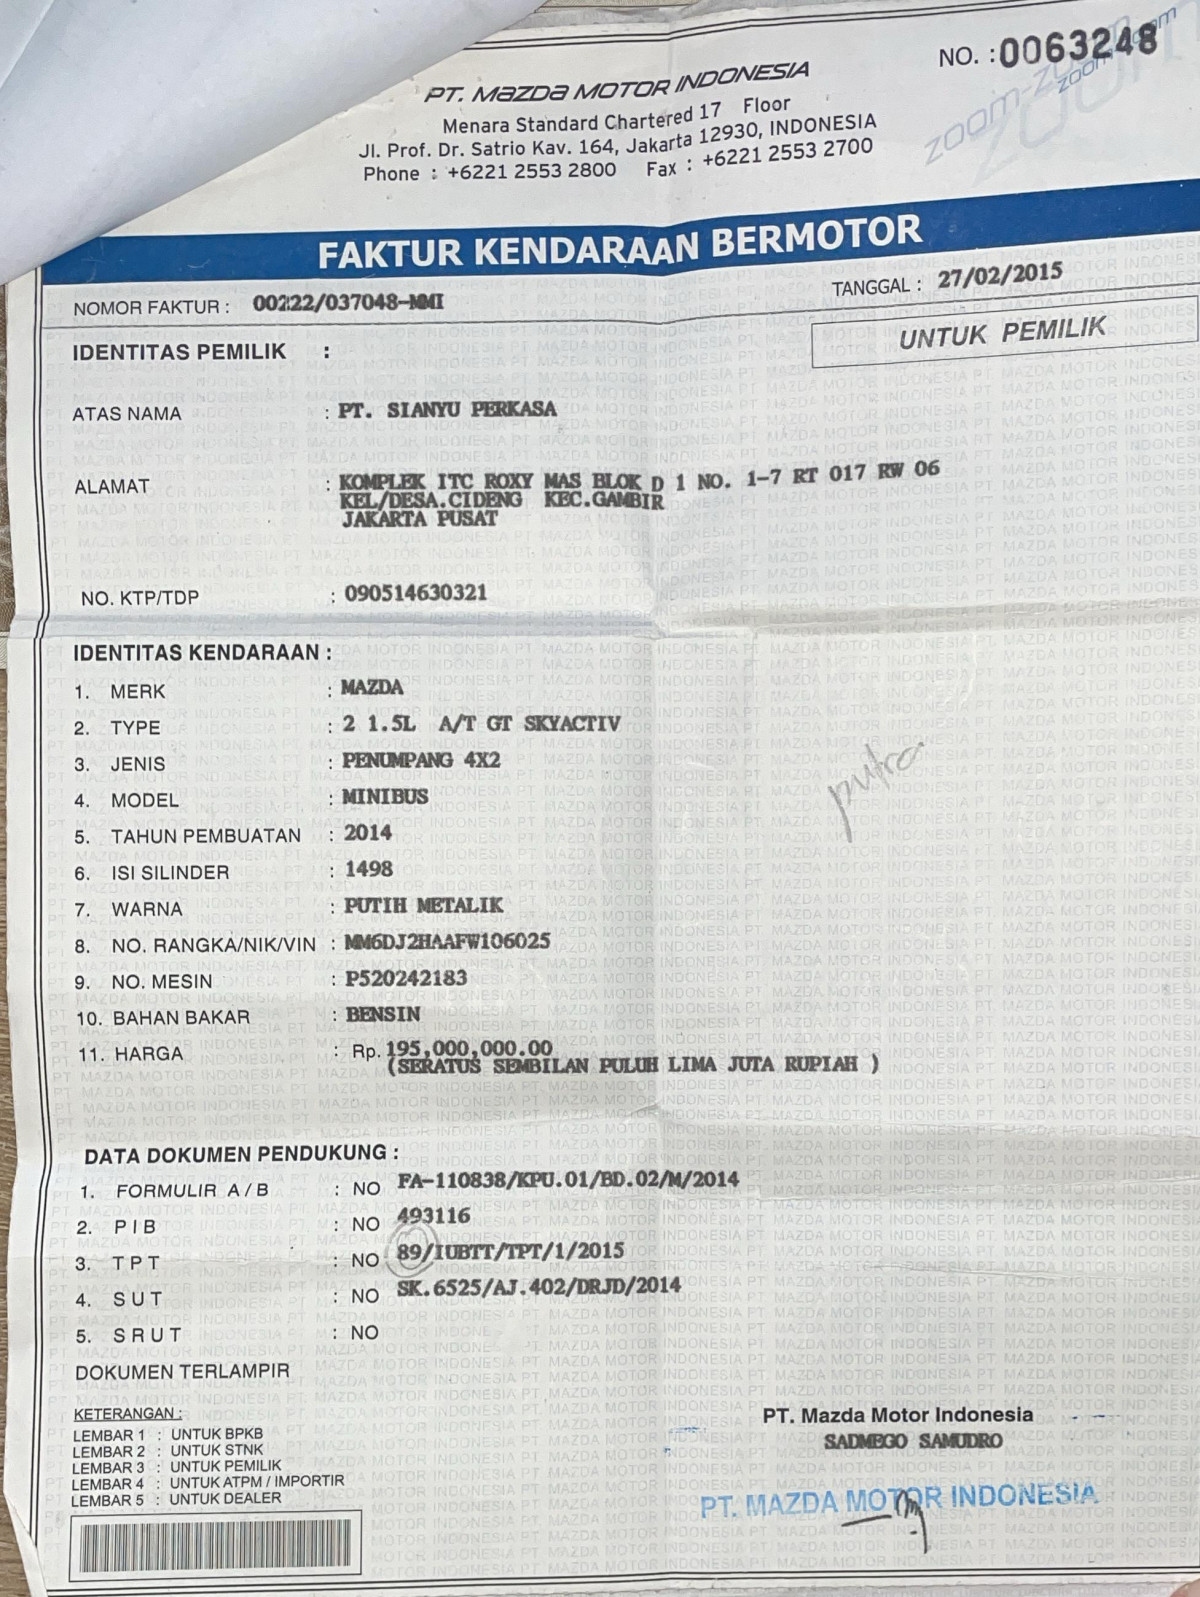 NO. : 0063248
zoom-zoom
zoom-zoom
PT. MAZDA MOTOR INDONESIA
Menara Standard Chartered 17 Floor
Jl. Prof. Dr. Satrio Kav. 164, Jakarta 12930, INDONESIA
Phone : +6221 2553 2800 Fax : +6221 2553 2700
FAKTUR KENDARAAN BERMOTOR
NOMOR FAKTUR : 00222/037048-MMI TANGGAL : 27/02/2015
IDENTITAS PEMILIK : UNTUK PEMILIK
ATAS NAMA : PT. SIANYU PERKASA
ALAMAT : KOMPLEK ITC ROXY MAS BLOK D 1 NO. 1-7 RT 017 RW 06
KEL/DESA.CIDENG KEC.GAMBIR
JAKARTA PUSAT
NO. KTP/TDP : 090514630321
IDENTITAS KENDARAAN :
1. MERK : MAZDA
2. TYPE : 2 1.5L A/T GT SKYACTIV
3. JENIS : PENUMPANG 4X2
4. MODEL : MINIBUS
putra
5. TAHUN PEMBUATAN : 2014
6. ISI SILINDER : 1498
7. WARNA : PUTIH METALIK
8. NO. RANGKA/NIK/VIN : MM6DJ2HAAFW106025
9. NO. MESIN : P520242183
10. BAHAN BAKAR : BENSIN
11. HARGA : Rp. 195,000,000.00
(SERATUS SEMBILAN PULUH LIMA JUTA RUPIAH )
DATA DOKUMEN PENDUKUNG :
1. FORMULIR A / B : NO FA-110838/KPU.01/BD.02/M/2014
2. P I B : NO 493116
3. T P T : NO 89/IUBTT/TPT/1/2015
4. S U T : NO SK.6525/AJ.402/DRJD/2014
5. S R U T : NO
DOKUMEN TERLAMPIR
KETERANGAN :
LEMBAR 1 : UNTUK BPKB
LEMBAR 2 : UNTUK STNK
LEMBAR 3 : UNTUK PEMILIK
LEMBAR 4 : UNTUK ATPM / IMPORTIR
LEMBAR 5 : UNTUK DEALER
PT. Mazda Motor Indonesia
SADMEGO SAMUDRO
PT. MAZDA MOTOR INDONESIA